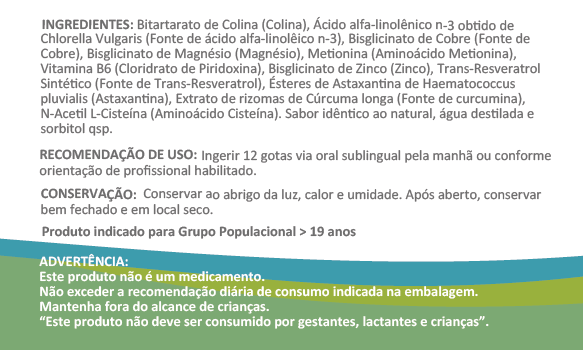 INGREDIENTES: Bitartarato de Colina (Colina), Ácido alfa-linolênico n-3 obtido de
Chlorella Vulgaris (Fonte de ácido alfa-linolêico n-3), Bisglicinato de Cobre (Fonte de
Cobre), Bisglicinato de Magnésio (Magnésio), Metionina (Aminoácido Metionina),
Vitamina B6 (Cloridrato de Piridoxina), Bisglicinato de Zinco (Zinco), Trans-Resveratrol
Sintético (Fonte de Trans-Resveratrol), Ésteres de Astaxantina de Haematococcus
pluvialis (Astaxantina), Extrato de rizomas de Cúrcuma longa (Fonte de curcumina),
N-Acetil L-Cisteína (Aminoácido Cisteína). Sabor idêntico ao natural, água destilada e
sorbitol qsp.
RECOMENDAÇÃO DE USO: Ingerir 12 gotas via oral sublingual pela manhã ou conforme
orientação de profissional habilitado.
CONSERVAÇÃO: Conservar ao abrigo da luz, calor e umidade. Após aberto, conservar
bem fechado e em local seco.
Produto indicado para Grupo Populacional > 19 anos
ADVERTÊNCIA:
Este produto não é um medicamento.
Não exceder a recomendação diária de consumo indicada na embalagem.
Mantenha fora do alcance de crianças.
“Este produto não deve ser consumido por gestantes, lactantes e crianças”.